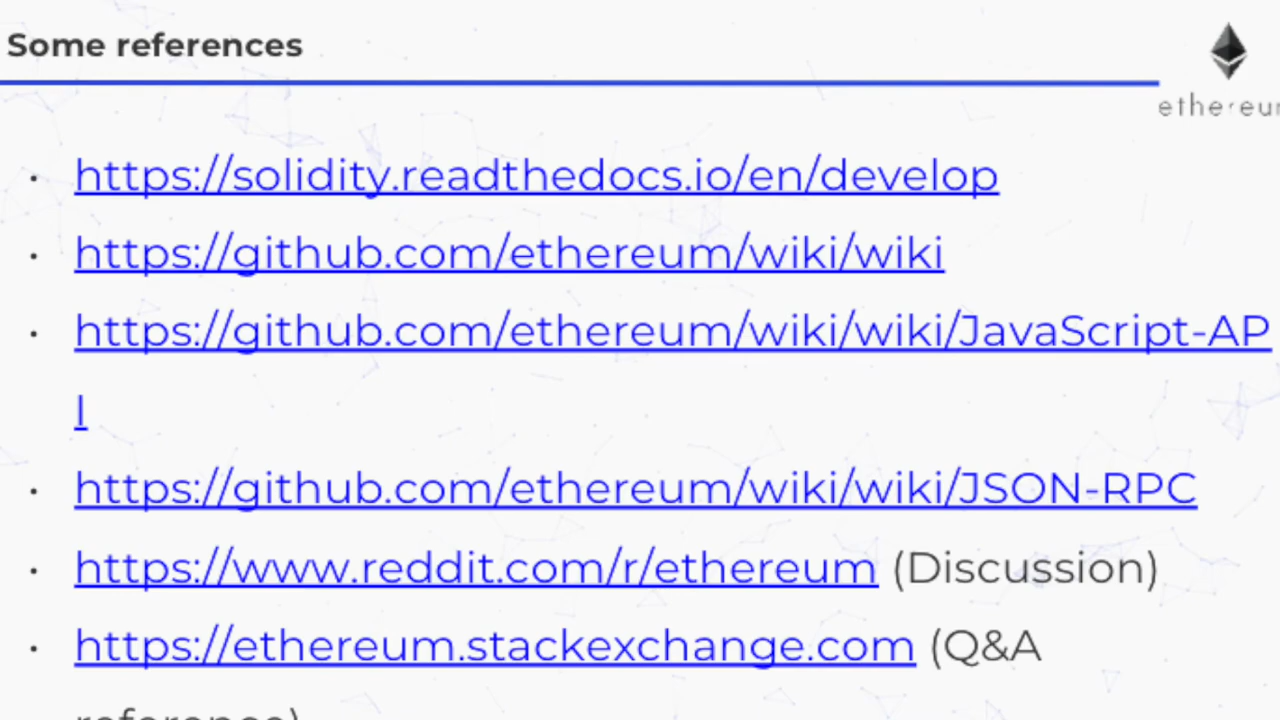 Some references
ethereum
• https://solidity.readthedocs.io/en/develop
• https://github.com/ethereum/wiki/wiki
• https://github.com/ethereum/wiki/wiki/JavaScript-AP
I
• https://github.com/ethereum/wiki/wiki/JSON-RPC
• https://www.reddit.com/r/ethereum (Discussion)
• https://ethereum.stackexchange.com (Q&A
reference)